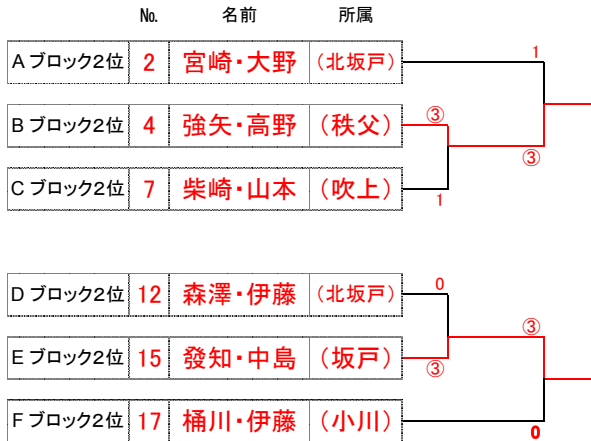 № 名前 所属
Aブロック2位 2 宮崎・大野 (北坂戸)
1
Bブロック2位 4 強矢・高野 (秩父)
③
③
Cブロック2位 7 柴崎・山本 (吹上)
1
Dブロック2位 12 森澤・伊藤 (北坂戸)
0
③
Eブロック2位 15 發知・中島 (坂戸)
③
Fブロック2位 17 桶川・伊藤 (小川)
0